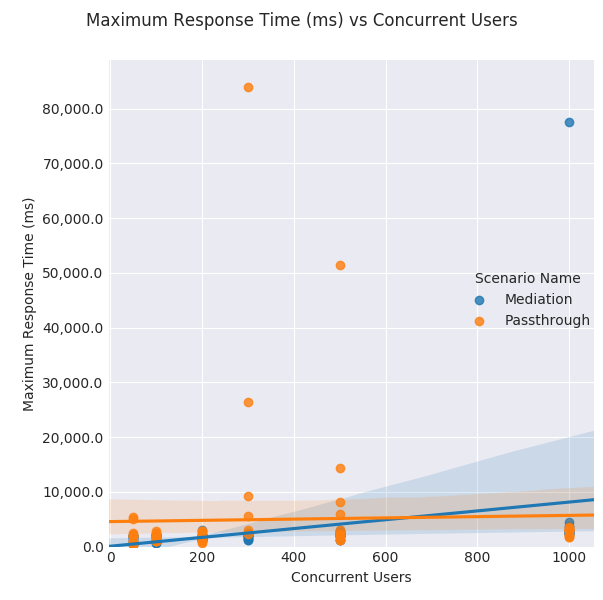 Maximum Response Time (ms) vs Concurrent Users
80,000.0
70,000.0
60,000.0
50,000.0
40,000.0
30,000.0
20,000.0
10,000.0
0.0
Maximum Response Time (ms)
Scenario Name
Mediation
Passthrough
0 200 400 600 800 1000
Concurrent Users